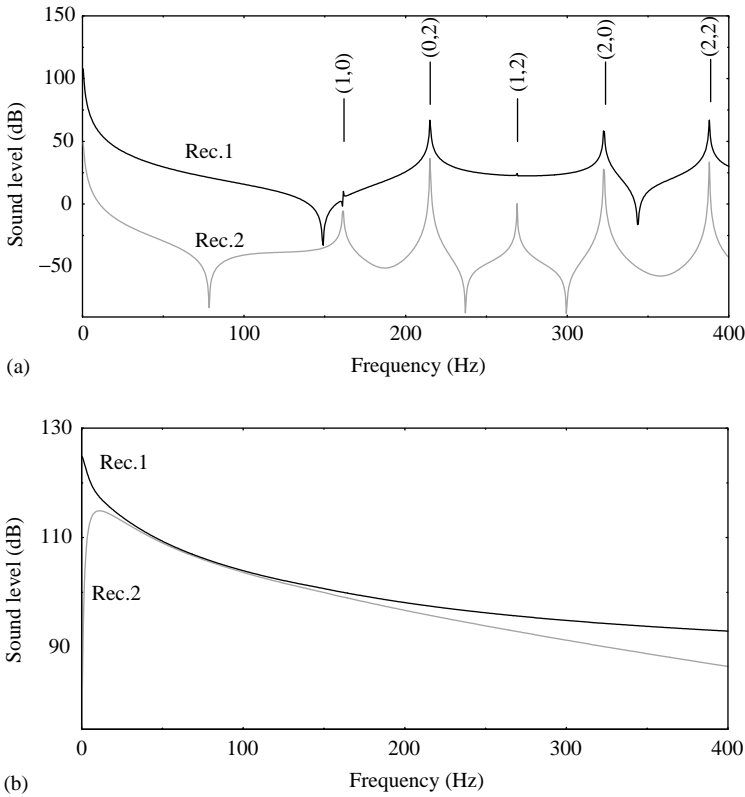 150
100
50
0
−50
Sound level (dB)
(1,0)
(0,2)
(1,2)
(2,0)
(2,2)
Rec.1
Rec.2
0
100
200
300
400
Frequency (Hz)
(a)
130
110
90
Sound level (dB)
Rec.1
Rec.2
0
100
200
300
400
Frequency (Hz)
(b)